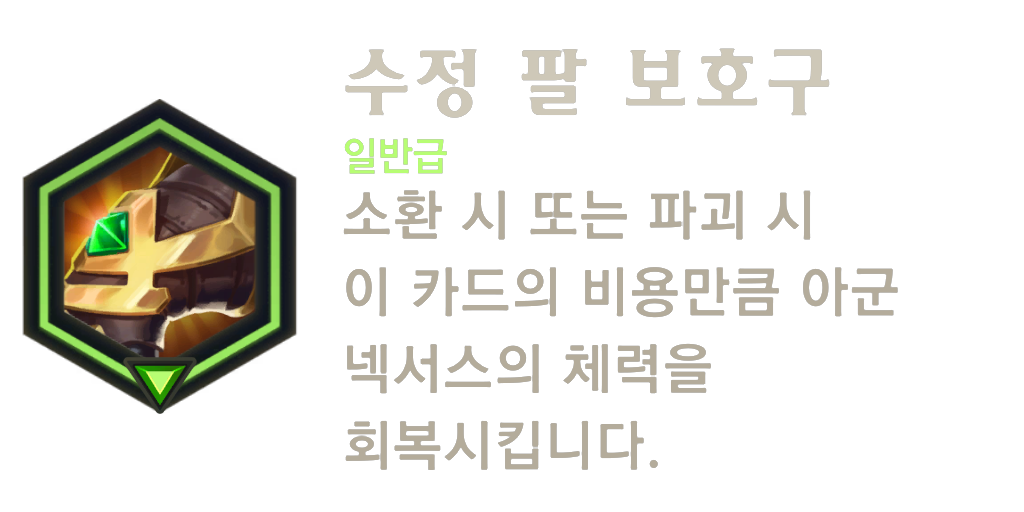 수정 팔 보호구
일반급
소환 시 또는 파괴 시
이 카드의 비용만큼 아군
넥서스의 체력을
회복시킵니다.